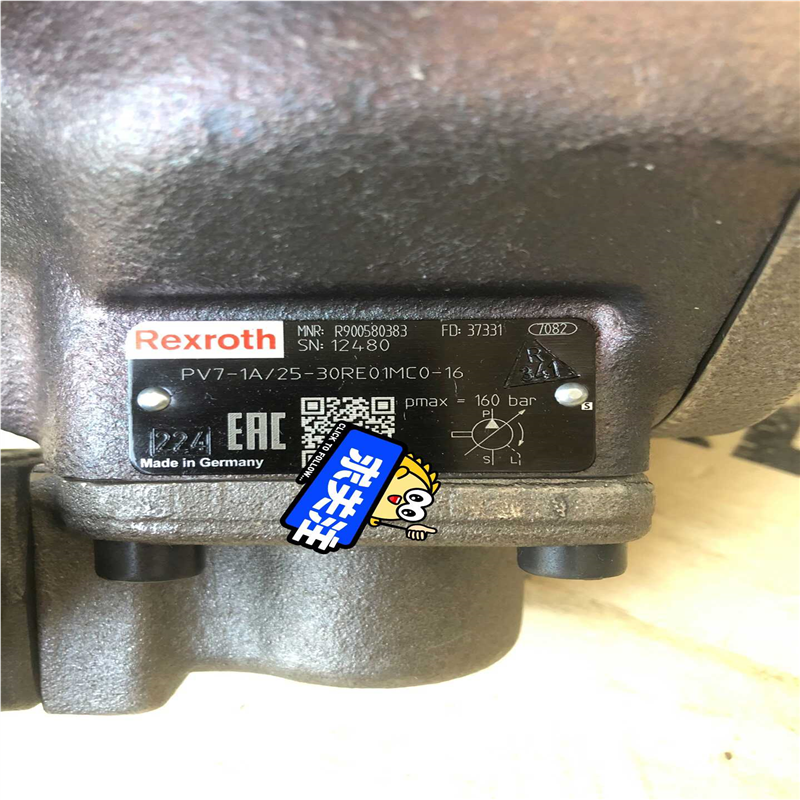 Rexroth
MNR: R900580383 FD: 37331 7082
SN: 12480
PV7-1A/25-30RE01MC0-16
pmax = 160 bar
P
S L
224
EAC
Made in Germany
S
CLICK TO FOLLOW...
求关注